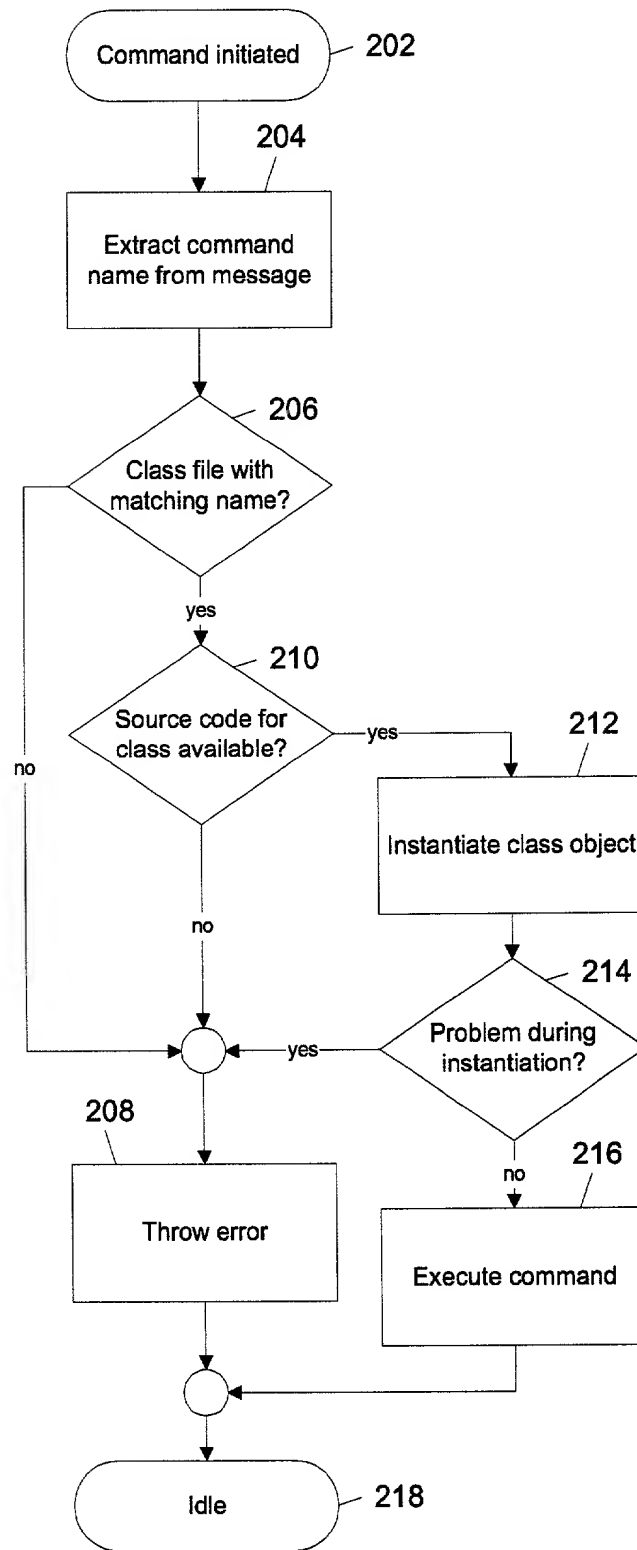 Command initiated
202
204
Extract command
name from message
206
Class file with
matching name?
yes
210
Source code for
class available?
yes
212
no
Instantiate class object
no
214
Problem during
instantiation?
yes
208
no
216
Throw error
Execute command
Idle
218